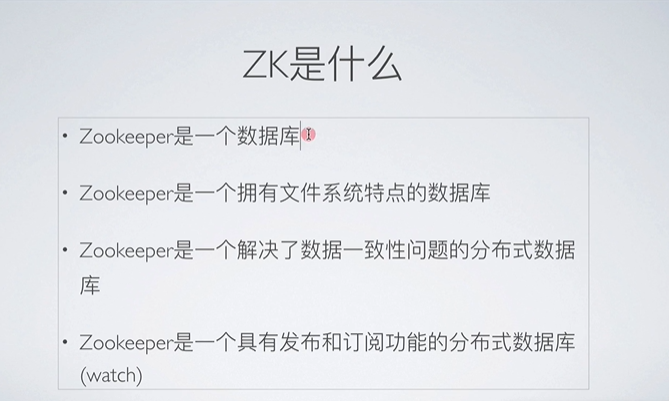 ZK是什么
• Zookeeper是一个数据库
• Zookeeper是一个拥有文件系统特点的数据库
• Zookeeper是一个解决了数据一致性问题的分布式数据
库
• Zookeeper是一个具有发布和订阅功能的分布式数据库
(watch)